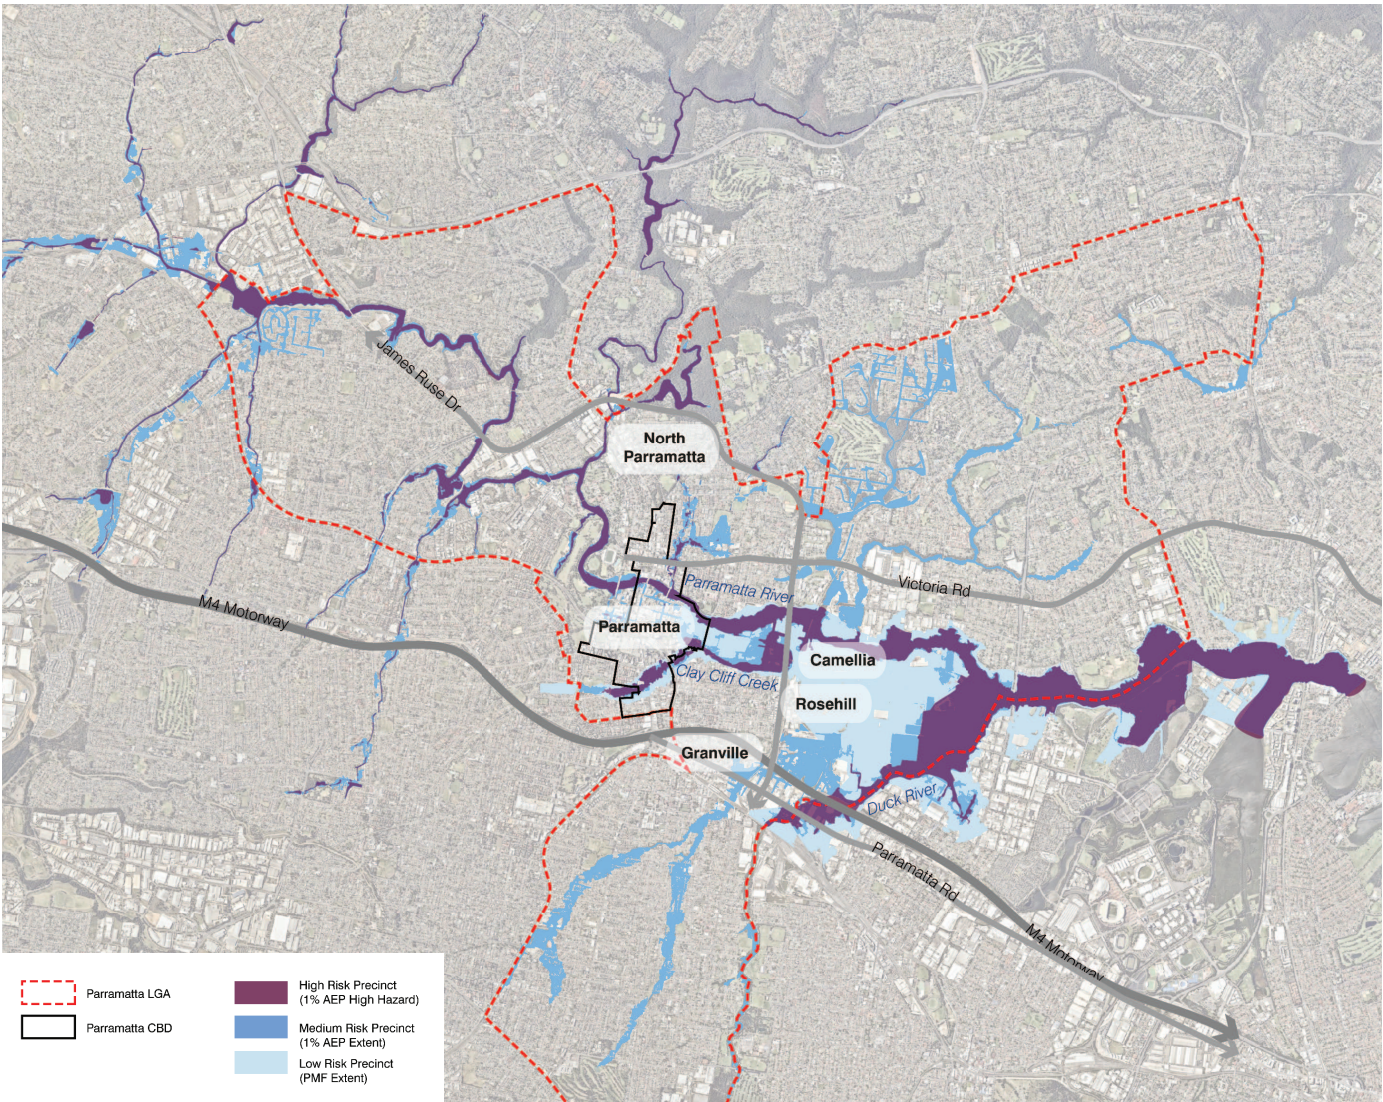 James Ruse Dr
North
Parramatta
Victoria Rd
Parramatta River
M4 Motorway
Parramatta
Camellia
Clay Cliff Creek
Rosehill
Granville
Duck River
Parramatta Rd
M4 Motorway
Parramatta LGA
Parramatta CBD
High Risk Precinct
(1% AEP High Hazard)
Medium Risk Precinct
(1% AEP Extent)
Low Risk Precinct
(PMF Extent)